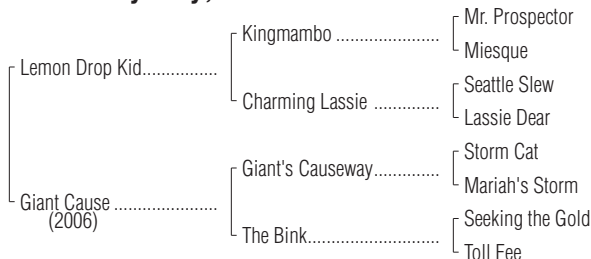 Mr. Prospector
Kingmambo ...................
Miesque
Lemon Drop Kid...............
Seattle Slew
Charming Lassie .............
Lassie Dear
Storm Cat
Giant's Causeway.............
Mariah's Storm
Giant Cause ....................
(2006)
Seeking the Gold
The Bink..........................
Toll Fee